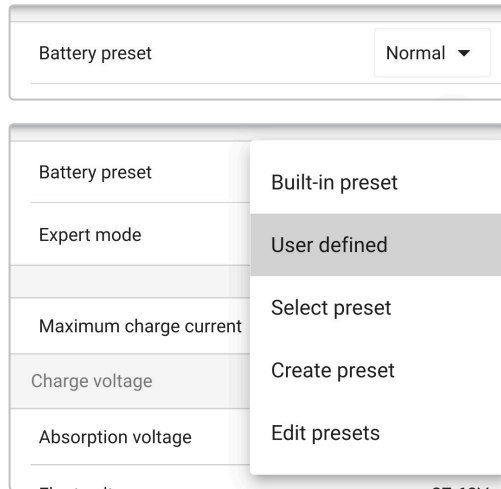 Battery preset Normal
Battery preset
Built-in preset
Expert mode
User defined
Select preset
Maximum charge current
Create preset
Charge voltage
Absorption voltage
Edit presets